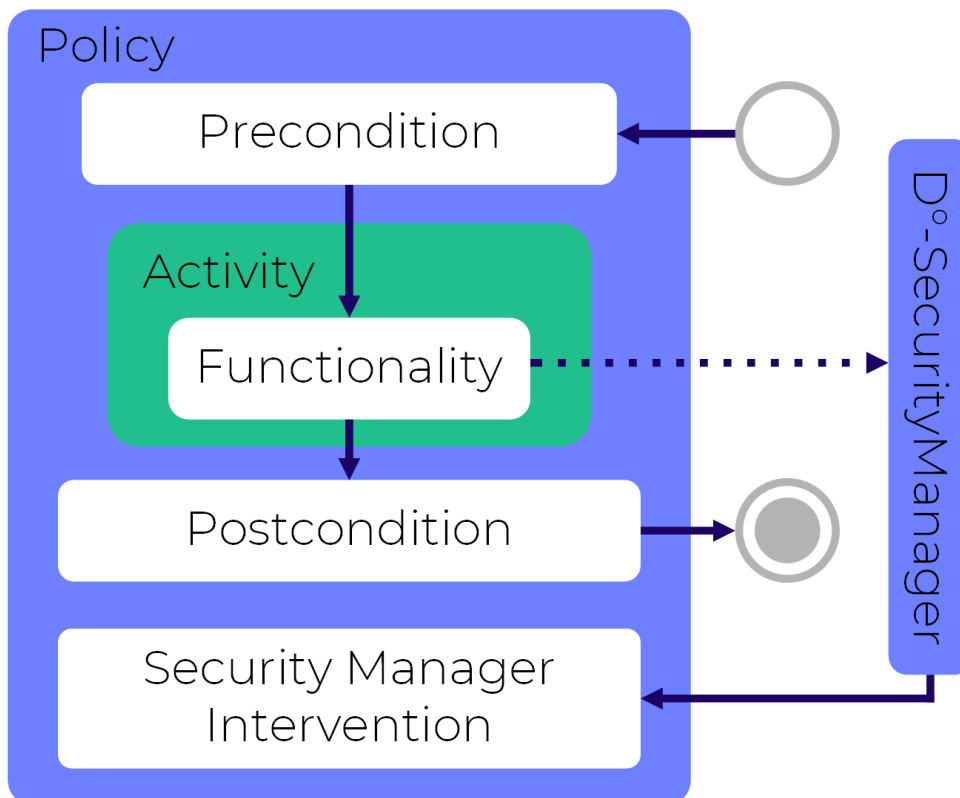 Policy
Precondition
Activity
Functionality
Postcondition
Security Manager
Intervention
D°-SecurityManager